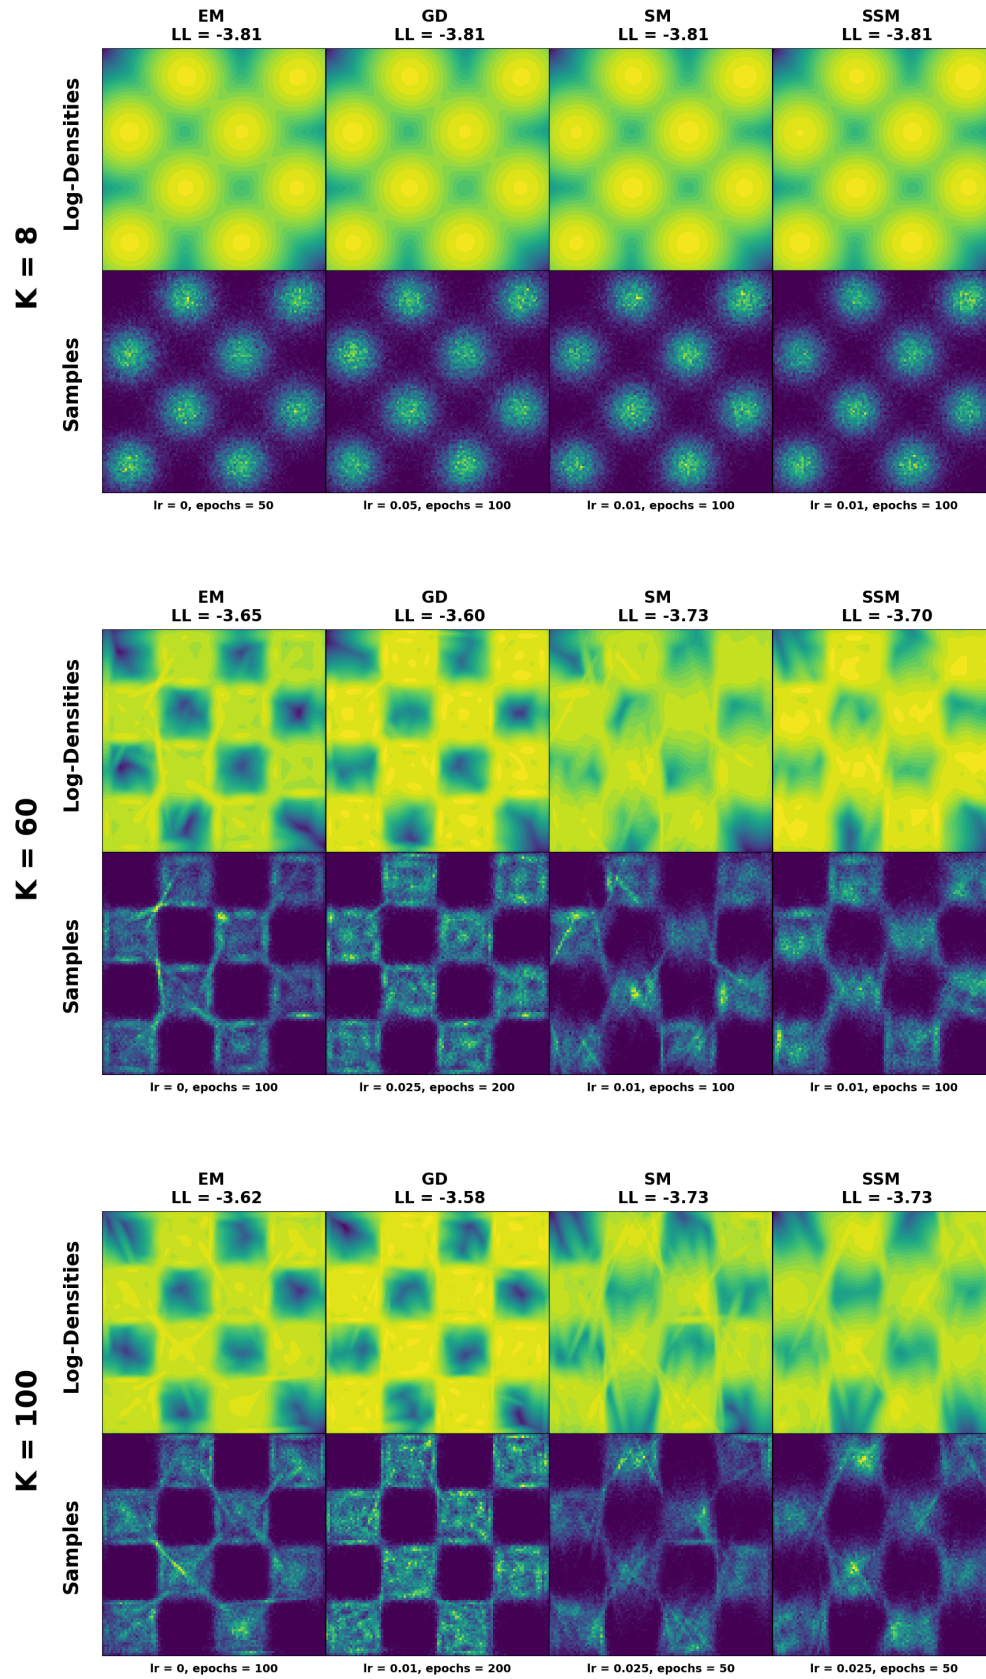 EM
LL = -3.81
GD
LL = -3.81
SM
LL = -3.81
SSM
LL = -3.81
K = 8
Log-Densities
Samples
lr = 0, epochs = 50
lr = 0.05, epochs = 100
lr = 0.01, epochs = 100
lr = 0.01, epochs = 100
EM
LL = -3.65
GD
LL = -3.60
SM
LL = -3.73
SSM
LL = -3.70
K = 60
Log-Densities
Samples
lr = 0, epochs = 100
lr = 0.025, epochs = 200
lr = 0.01, epochs = 100
lr = 0.01, epochs = 100
EM
LL = -3.62
GD
LL = -3.58
SM
LL = -3.73
SSM
LL = -3.73
K = 100
Log-Densities
Samples
lr = 0, epochs = 100
lr = 0.01, epochs = 200
lr = 0.025, epochs = 50
lr = 0.025, epochs = 50